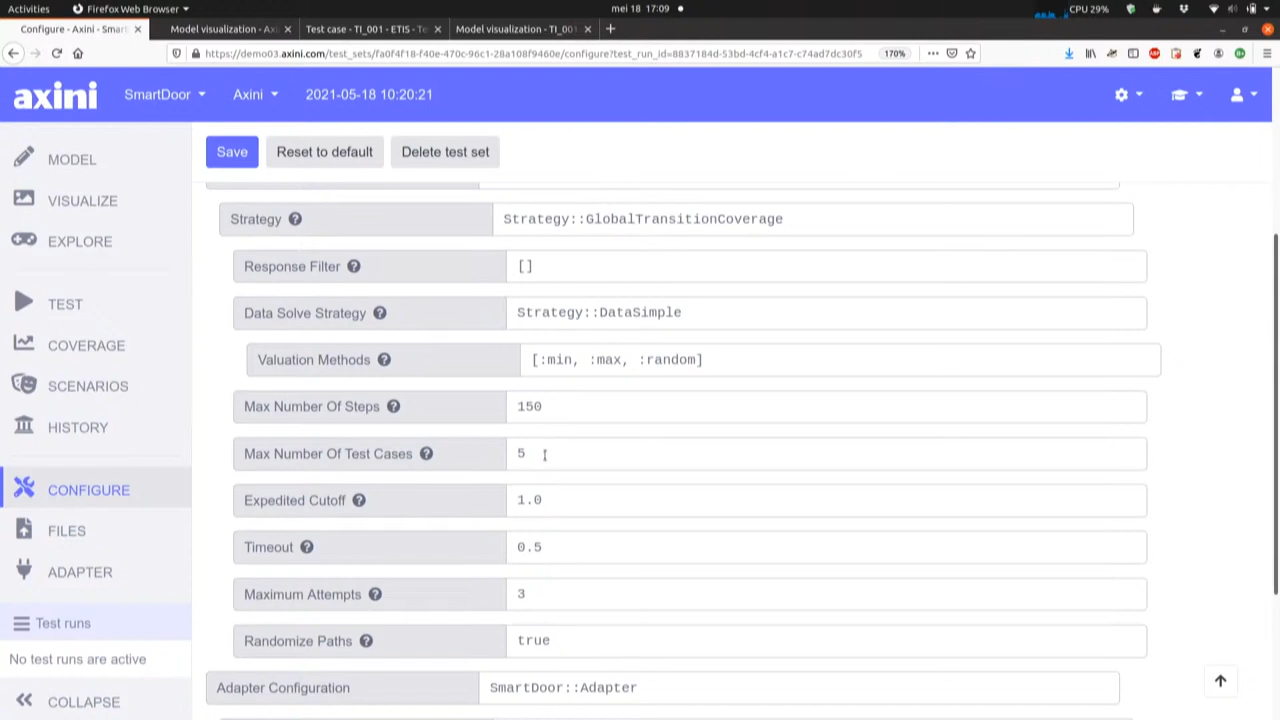 Activities Firefox Web Browser mei 18 17:09 CPU 29%
Configure - Axini - Smart Model visualization - Axi Test case - TI_001 - ETIS - Te Model visualization - TI_001
https://demo03.axini.com/test_sets/fa0f4f18-f40e-470c-96c1-28a108f9460e/configure?test_run_id=8837184d-53bd-4cf4-a1c7-c74ad7dc30f5 170%
axini SmartDoor Axini 2021-05-18 10:20:21
MODEL
VISUALIZE
EXPLORE
TEST
COVERAGE
SCENARIOS
HISTORY
CONFIGURE
FILES
ADAPTER
Test runs
No test runs are active
COLLAPSE
Save Reset to default Delete test set
Strategy Strategy::GlobalTransitionCoverage
Response Filter []
Data Solve Strategy Strategy::DataSimple
Valuation Methods [:min, :max, :random]
Max Number Of Steps 150
Max Number Of Test Cases 5
Expedited Cutoff 1.0
Timeout 0.5
Maximum Attempts 3
Randomize Paths true
Adapter Configuration SmartDoor::Adapter